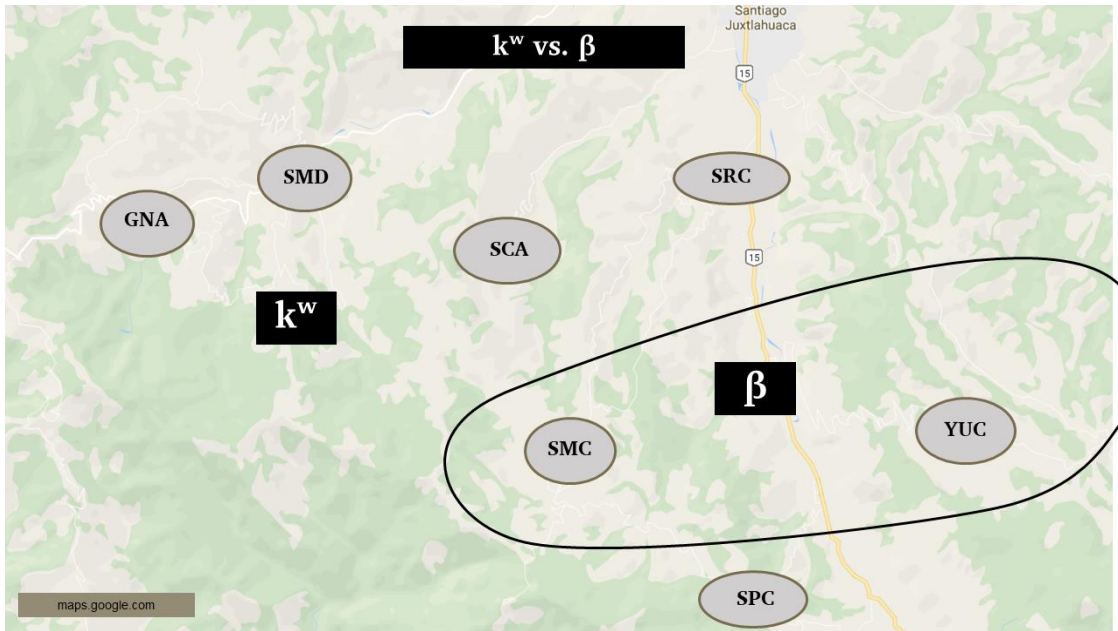 Santiago
Juxtlahuaca
kʷ vs. β
15
SMD
SRC
GNA
SCA
15
kʷ
β
SMC
YUC
SPC
maps.google.com